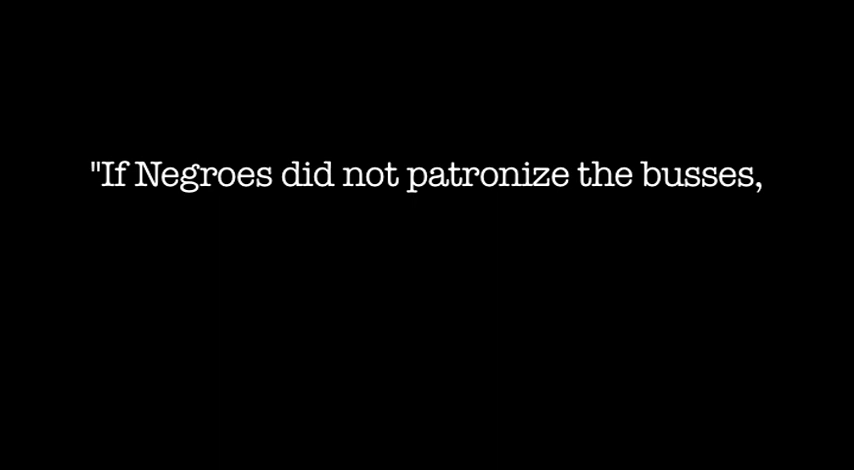 "If Negroes did not patronize the busses,